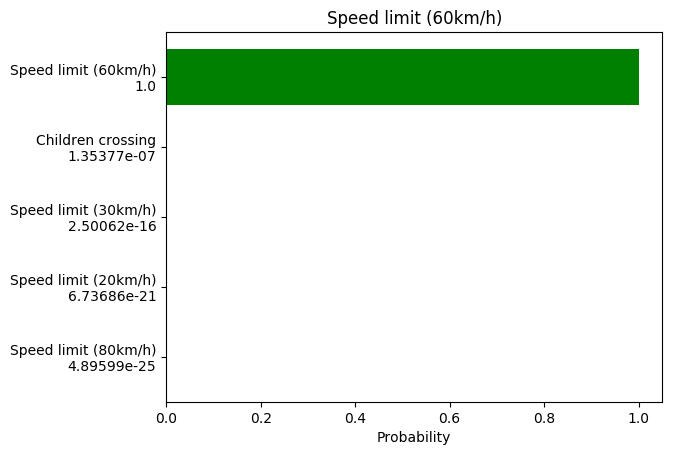 Speed limit (60km/h)
Speed limit (60km/h)
1.0
Children crossing
1.35377e-07
Speed limit (30km/h)
2.50062e-16
Speed limit (20km/h)
6.73686e-21
Speed limit (80km/h)
4.89599e-25
0.0 0.2 0.4 0.6 0.8 1.0
Probability